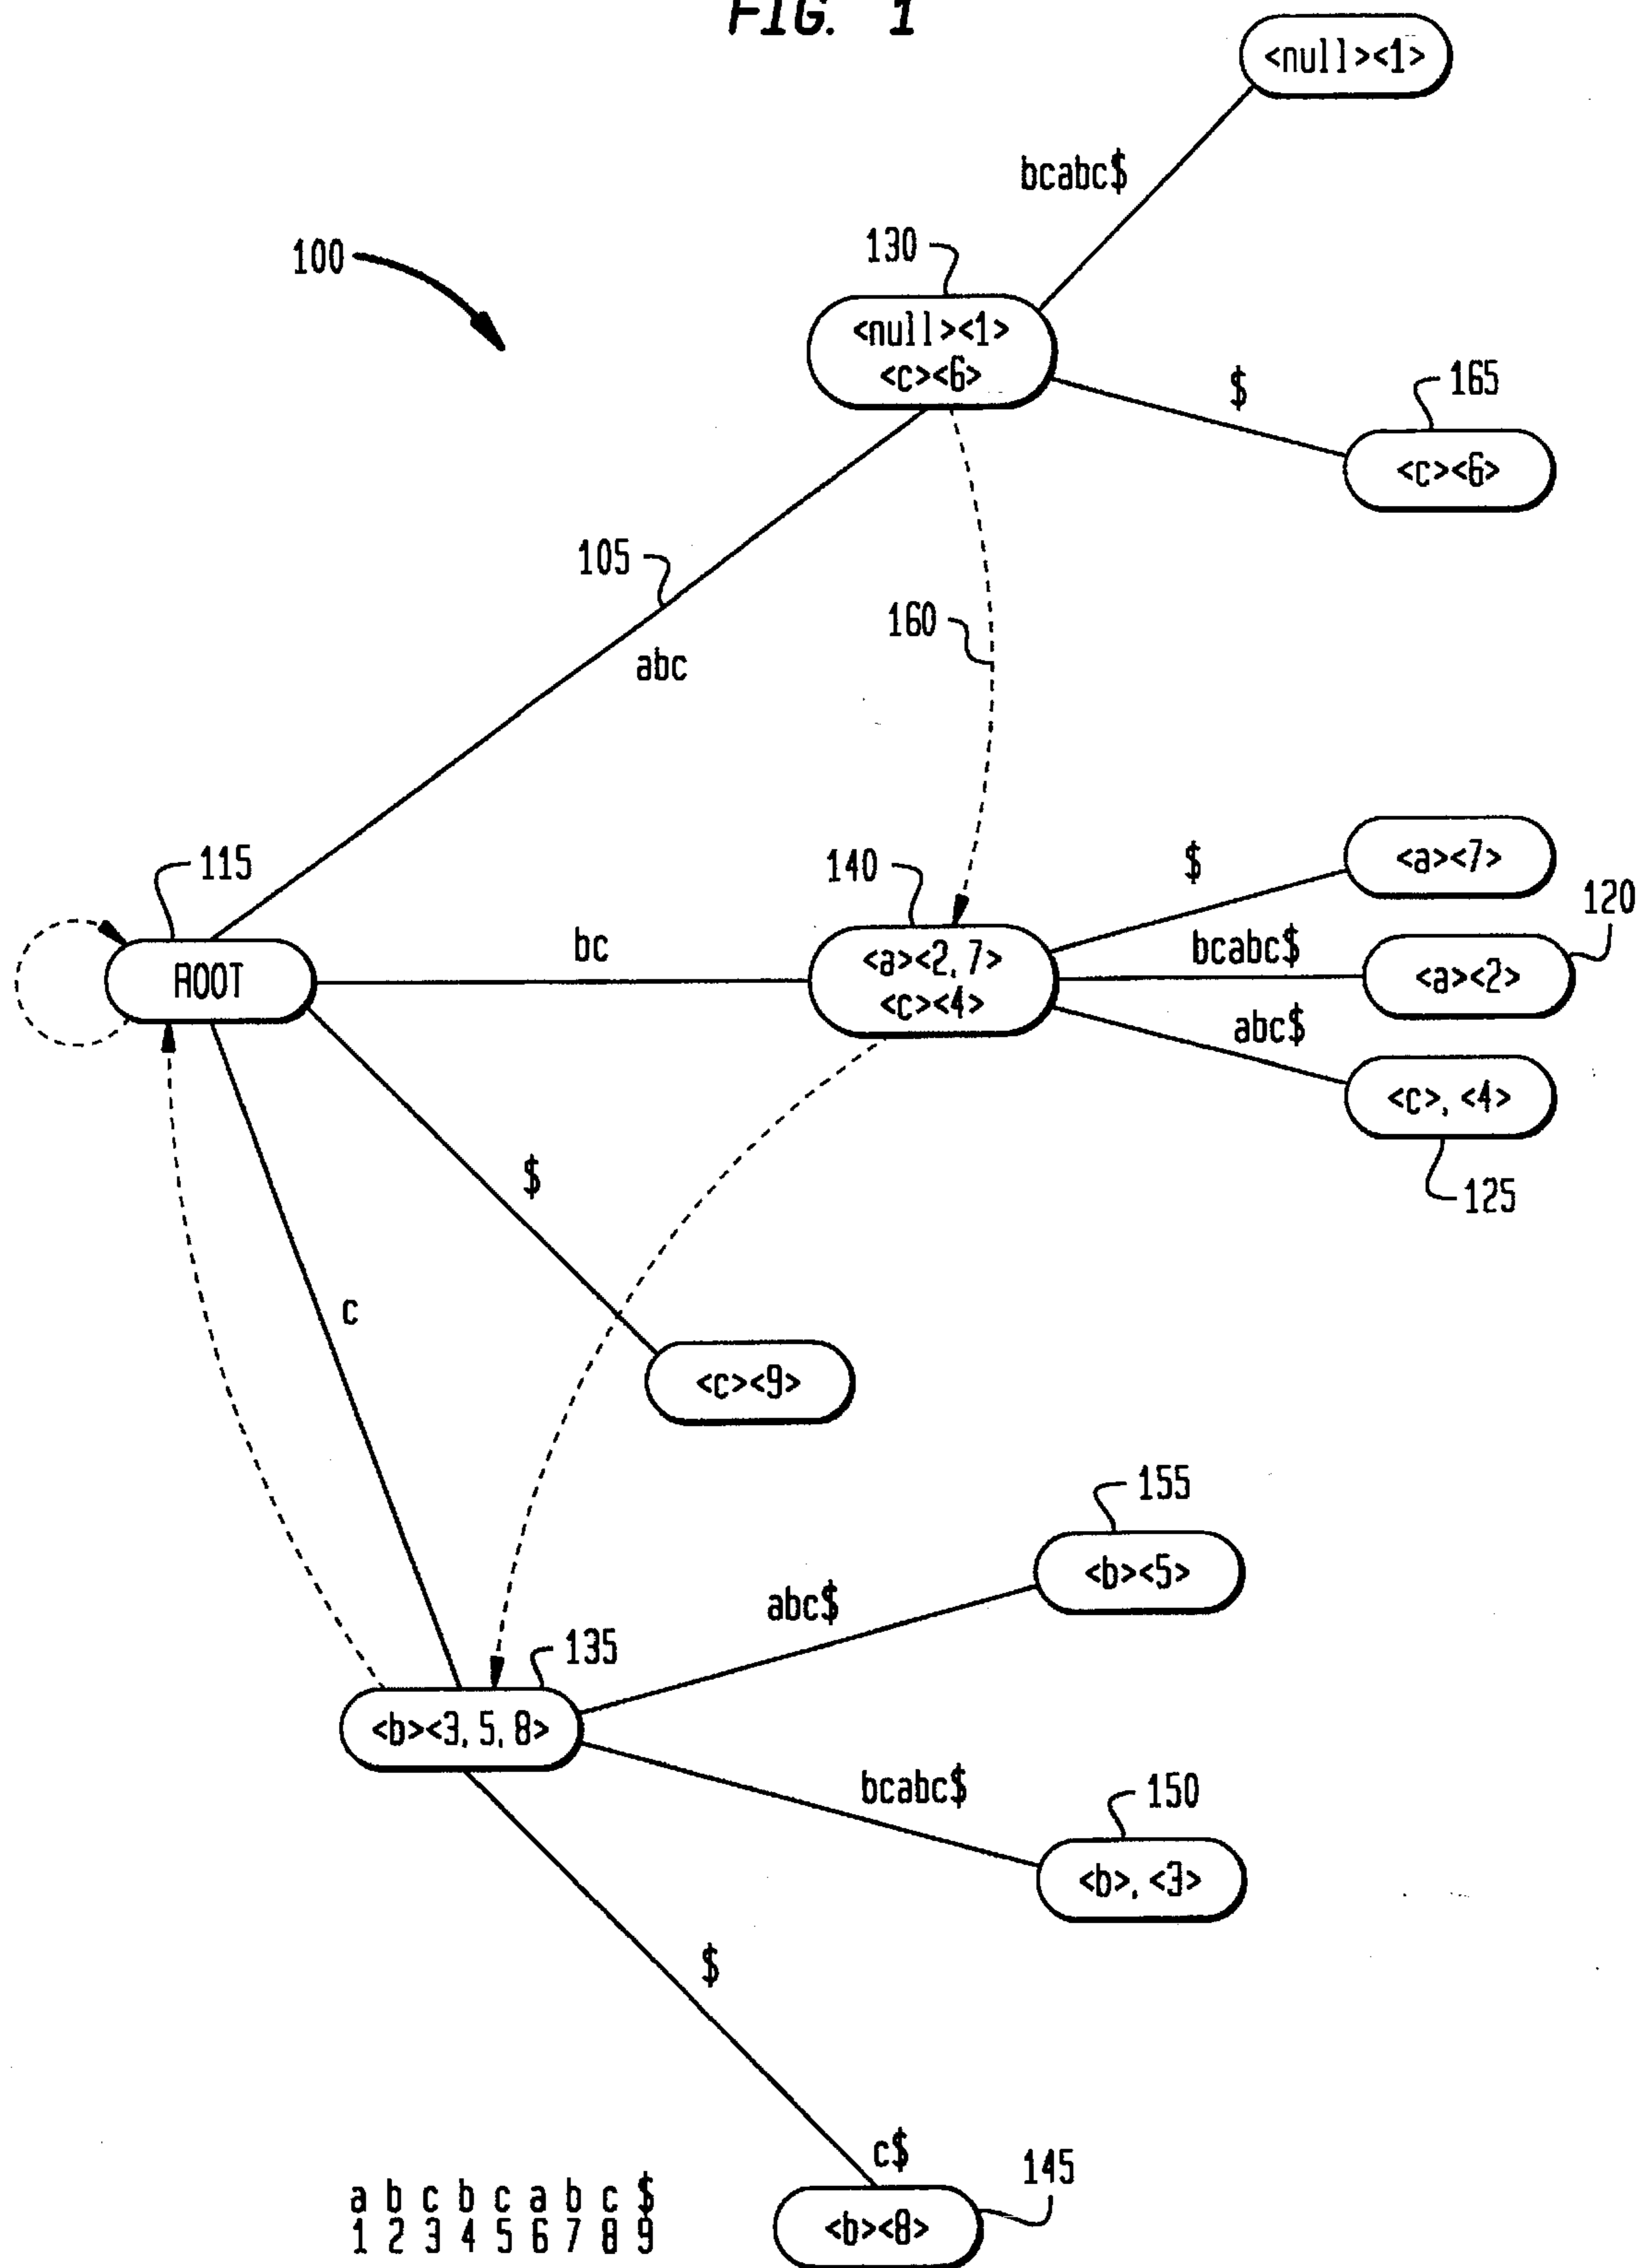 FIG. 1
<null><1>
bcabc$
130
100
<null><1>
<c><6>
$
165
<c><6>
105
160
abc
115
140
$
<a><7>
120
ROOT
bc
<a><2, 7>
<c><4>
bcabc$
<a><2>
abc$
<c>, <4>
125
$
c
<c><9>
155
<b><5>
abc$
135
<b><3, 5, 8>
bcabc$
150
<b>, <3>
$
c$
145
<b><8>
a b c b c a b c $
1 2 3 4 5 6 7 8 9